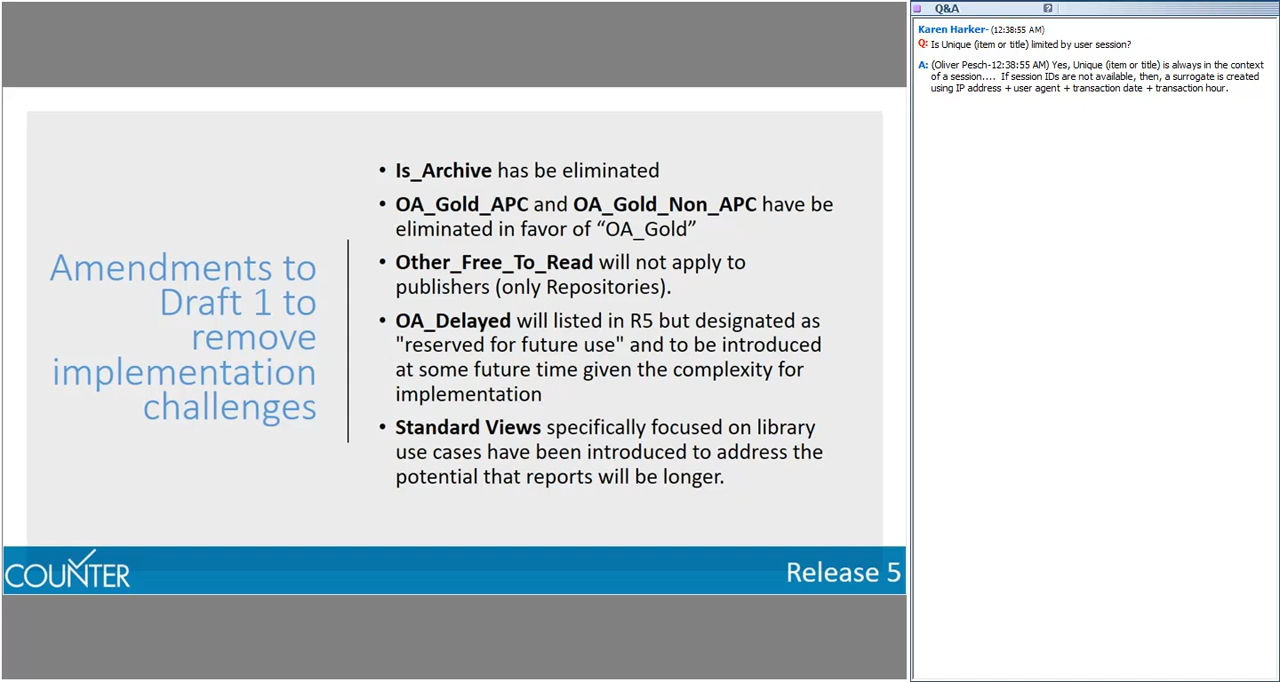 Amendments to
Draft 1 to
remove
implementation
challenges
• Is_Archive has be eliminated
• OA_Gold_APC and OA_Gold_Non_APC have be
eliminated in favor of “OA_Gold”
• Other_Free_To_Read will not apply to
publishers (only Repositories).
• OA_Delayed will listed in R5 but designated as
"reserved for future use" and to be introduced
at some future time given the complexity for
implementation
• Standard Views specifically focused on library
use cases have been introduced to address the
potential that reports will be longer.
COUNTER
Release 5
Q&A
Karen Harker- (12:38:55 AM)
Q: Is Unique (item or title) limited by user session?
A: (Oliver Pesch-12:38:55 AM) Yes, Unique (item or title) is always in the context
of a session.... If session IDs are not available, then, a surrogate is created
using IP address + user agent + transaction date + transaction hour.